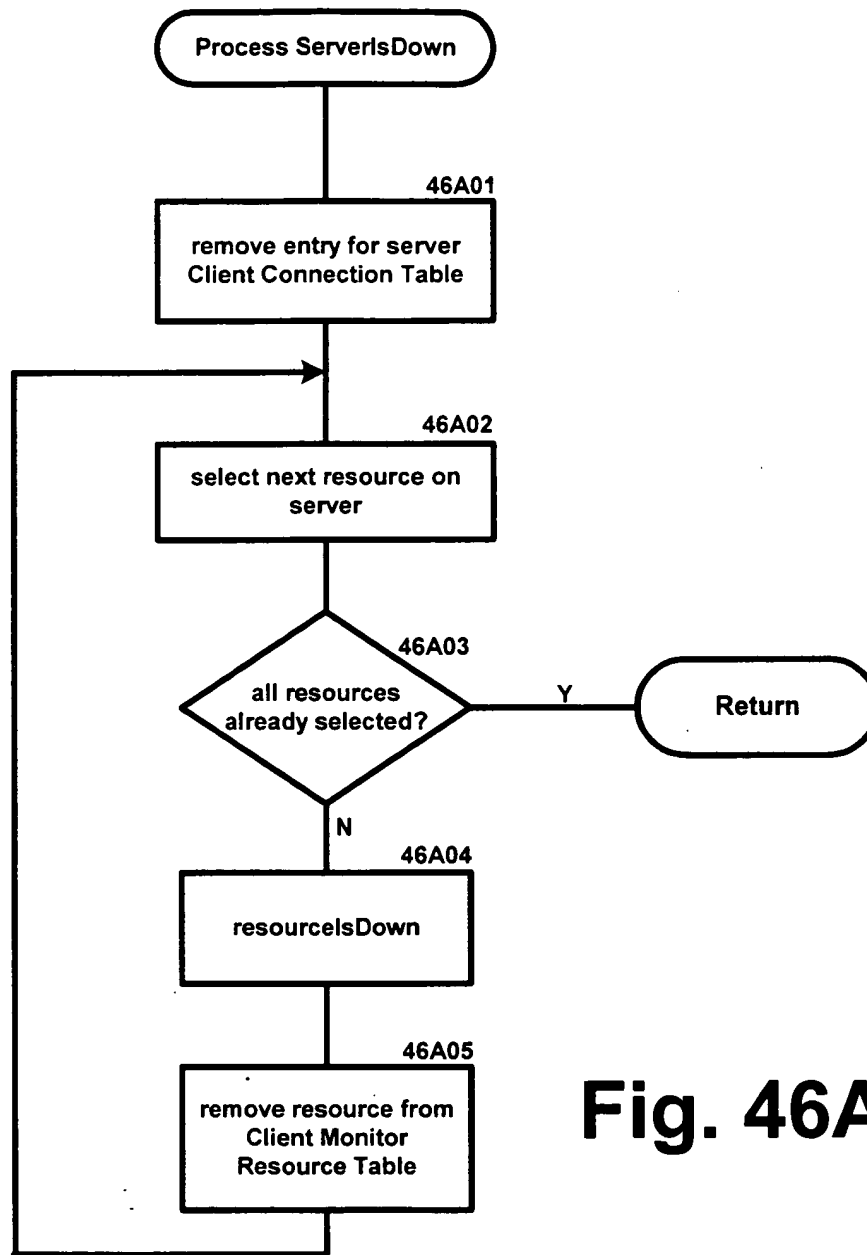 Process ServerIsDown
46A01
remove entry for server
Client Connection Table
46A02
select next resource on
server
46A03
all resources
already selected?
Y
Return
N
46A04
resourceIsDown
46A05
remove resource from
Client Monitor
Resource Table
Fig. 46A